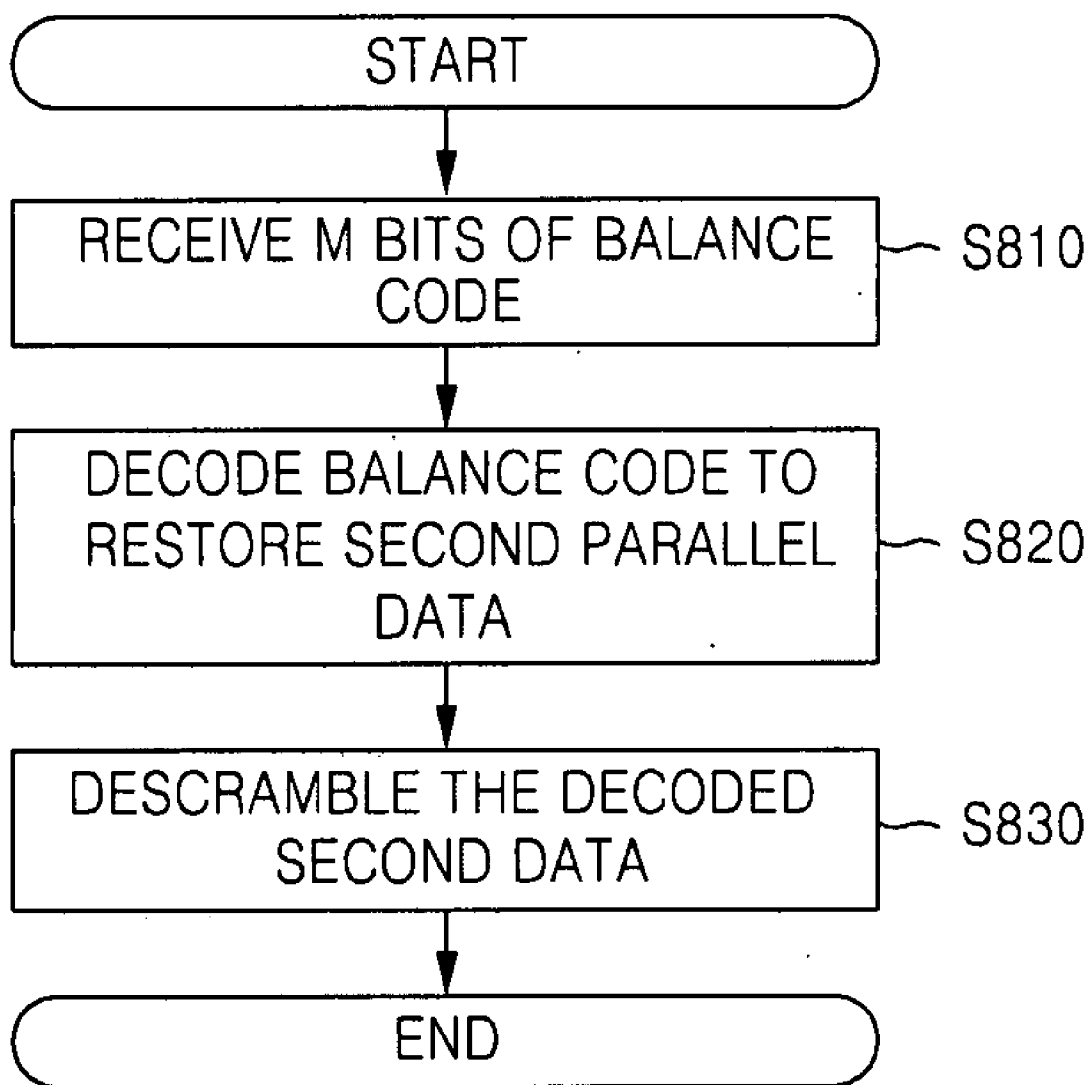 START
RECEIVE M BITS OF BALANCE
CODE
S810
DECODE BALANCE CODE TO
RESTORE SECOND PARALLEL
DATA
S820
DESCRAMBLE THE DECODED
SECOND DATA
S830
END